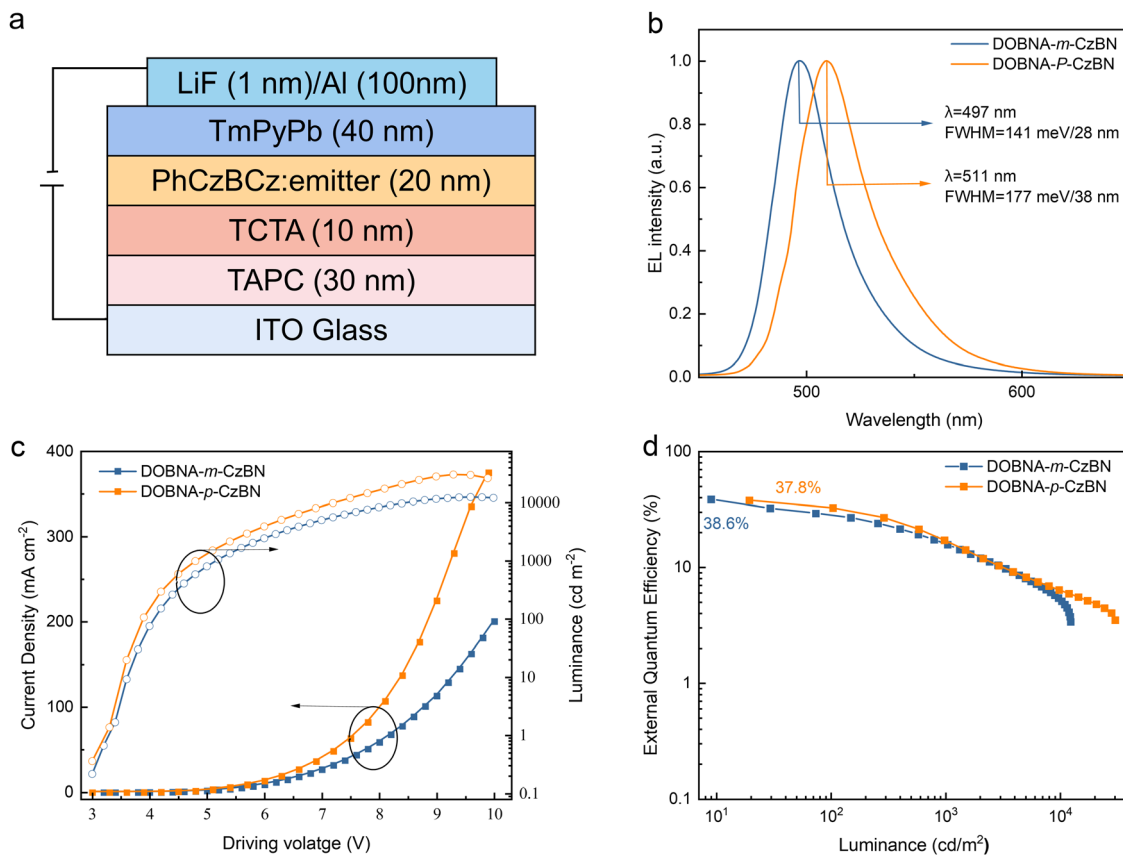 a
LiF (1 nm)/Al (100nm)
TmPyPb (40 nm)
PhCzBCz:emitter (20 nm)
TCTA (10 nm)
TAPC (30 nm)
ITO Glass
b
DOBNA-m-CzBN
DOBNA-P-CzBN
λ=497 nm
FWHM=141 meV/28 nm
λ=511 nm
FWHM=177 meV/38 nm
1.0
0.8
0.6
0.4
0.2
0.0
EL intensity (a.u.)
500
600
Wavelength (nm)
c
DOBNA-m-CzBN
DOBNA-p-CzBN
400
350
300
250
200
150
100
50
0
Current Density (mA cm-2)
10000
1000
100
10
1
0.1
Luminance (cd m-2)
3 4 5 6 7 8 9 10
Driving volatge (V)
d
DOBNA-m-CzBN
DOBNA-p-CzBN
37.8%
38.6%
100
10
1
0.1
External Quantum Efficiency (%)
10¹ 10² 10³ 10⁴
Luminance (cd/m²)